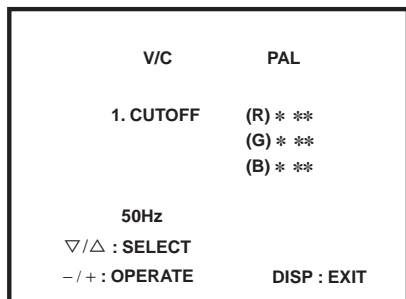 V/C PAL
1. CUTOFF (R) * **
(G) * **
(B) * **
50Hz
▽/△ : SELECT
– / + : OPERATE DISP : EXIT